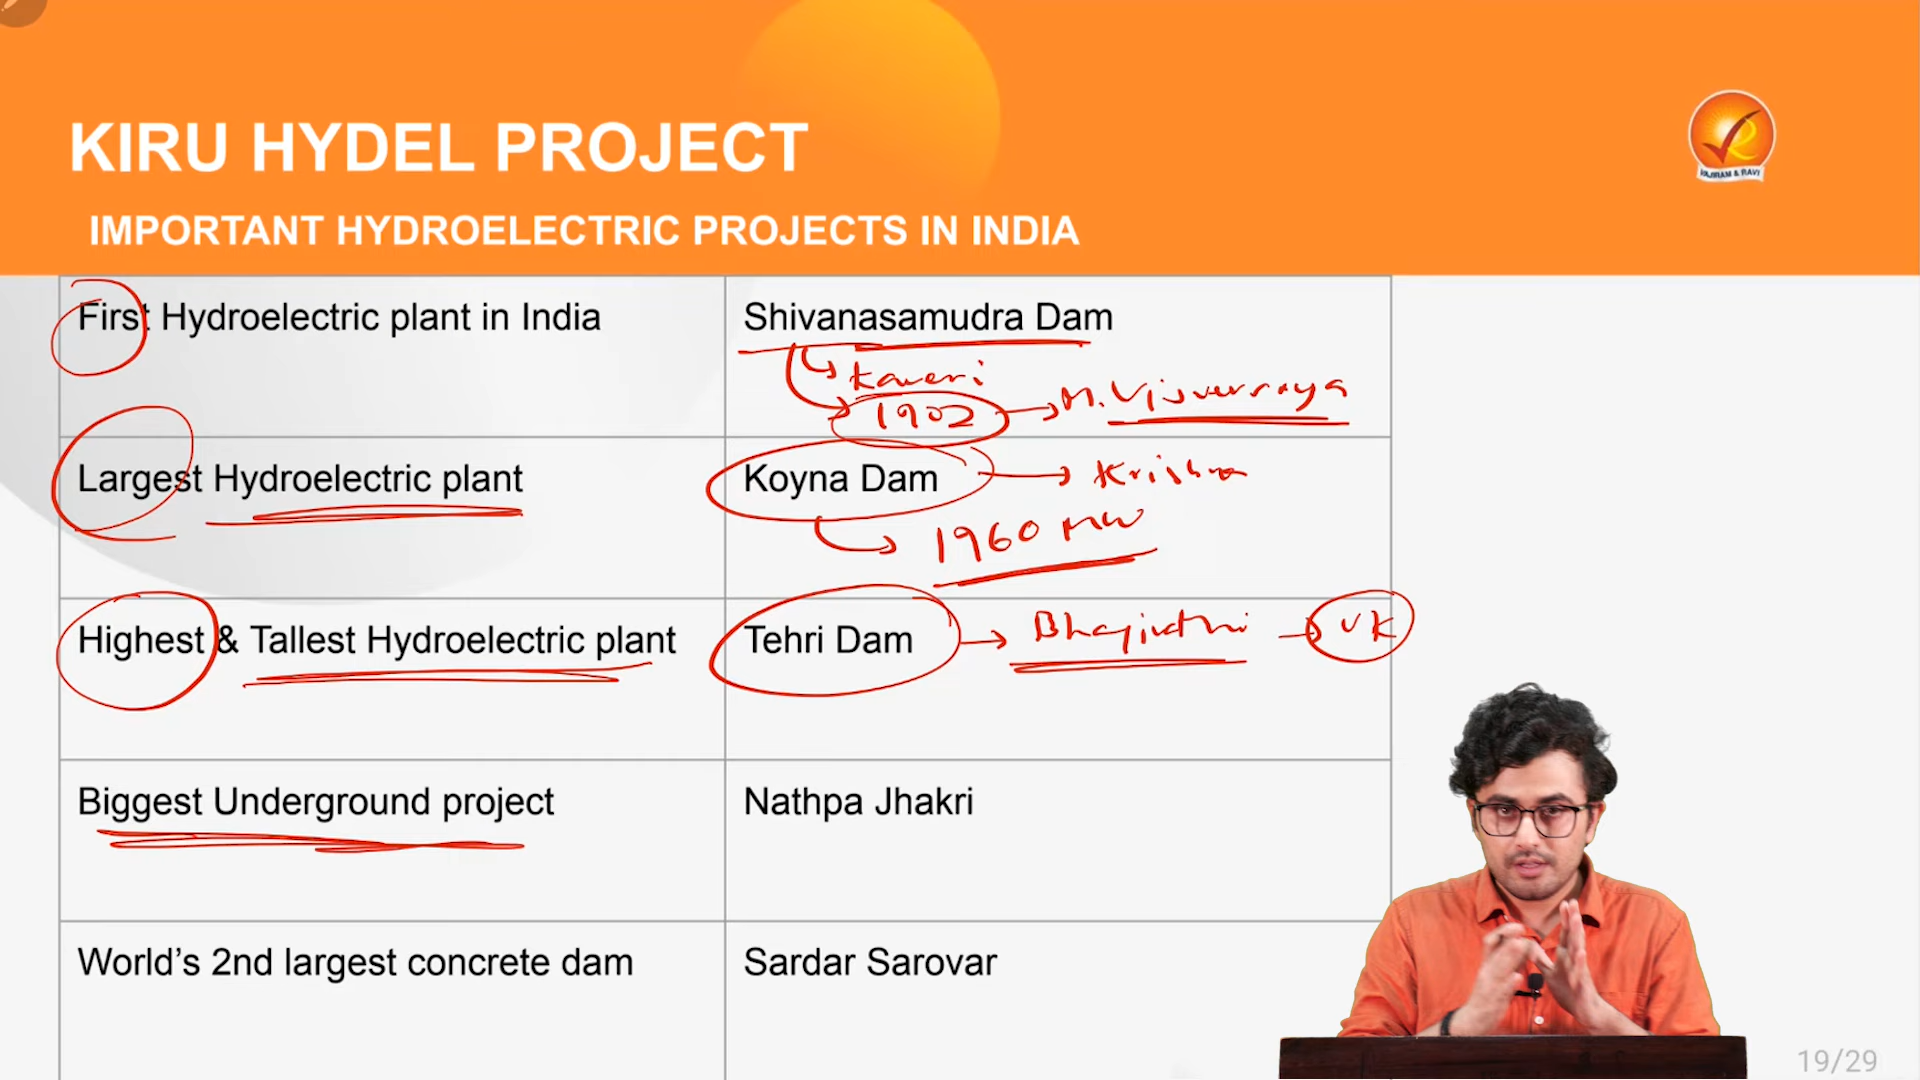 KIRU HYDEL PROJECT
VAJIRAM & RAVI
IMPORTANT HYDROELECTRIC PROJECTS IN INDIA
First Hydroelectric plant in India
Shivanasamudra Dam
Kaveri
1902
M. Visvesvaraya
Largest Hydroelectric plant
Koyna Dam
Krishna
1960 MW
Highest & Tallest Hydroelectric plant
Tehri Dam
Bhagirathi
UK
Biggest Underground project
Nathpa Jhakri
World’s 2nd largest concrete dam
Sardar Sarovar
19/29